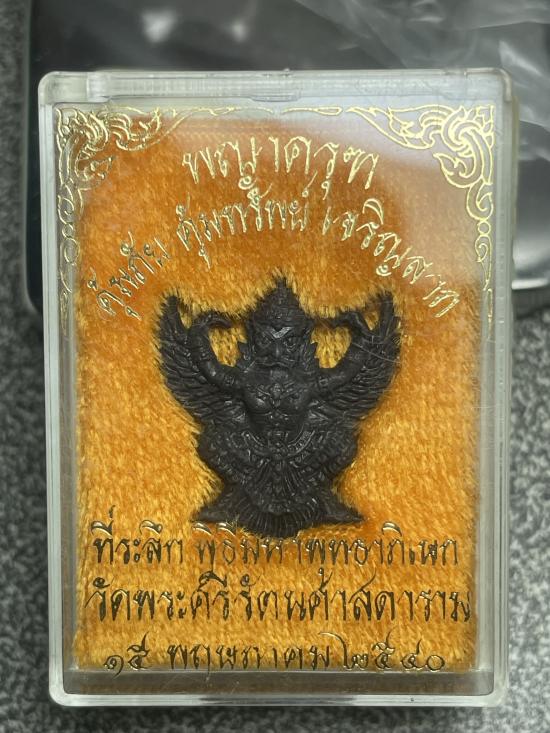 พญาครุฑ
คุ้มภัย คุ้มทรัพย์ เจริญลาภ
ที่ระลึก พิธีมหาพุทธาภิเษก
วัดพระศรีรัตนศาสดาราม
๑๕ พฤษภาคม ๒๕๔๐